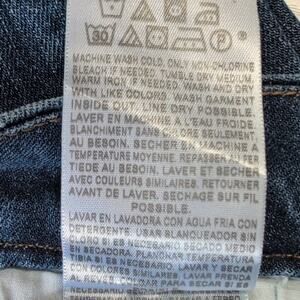 30
MACHINE WASH COLD, ONLY NON-CHLORINE
BLEACH IF NEEDED. TUMBLE DRY MEDIUM.
WARM IRON IF NEEDED. WASH AND DRY
WITH LIKE COLORS. WASH GARMENT
INSIDE OUT. LINE DRY POSSIBLE.
LAVER EN MACHINE A L'EAU FROIDE.
BLANCHIMENT SANS CHLORE SEULEMENT
AU BESOIN. SECHER EN MACHINE A
TEMPERATURE MOYENNE. REPASSER AU FER
TIEDE AU BESOIN. LAVER ET SECHER
AVEC COULEURS SIMILAIRES. RETOURNER
AVANT DE LAVER. SECHAGE SUR FIL
POSSIBLE.
LAVAR EN LAVADORA CON AGUA FRIA CON
DETERGENTE. USAR BLANQUEADOR SIN
CLORO SI ES NECESARIO SECADO MEDIO
EN SECADORA. PLANCHAR TEMPERATURA
TIBIA SI ES NECESARIO. LAVAR Y SECAR
CON COLORES SIMILARES LAVAR PRENDA
COLGAR PARA SECAR SI ES
NECESARIO